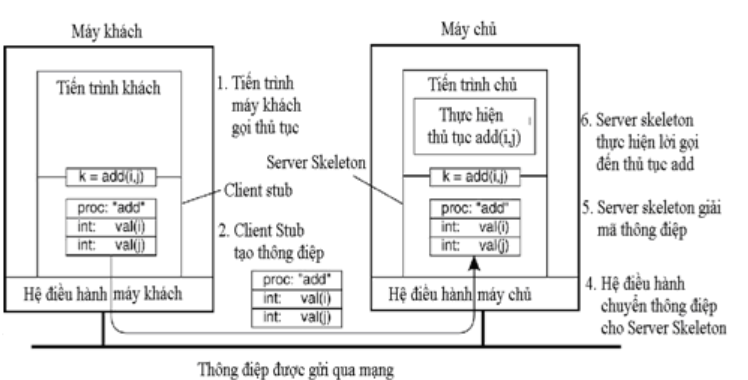 Máy khách
Máy chủ
Tiến trình khách
1. Tiến trình
máy khách
gọi thủ tục
Tiến trình chủ
Thực hiện
thủ tục add(i,j)
6. Server skeleton
thực hiện lời gọi
đến thủ tục add
Server Skeleton
k = add(i,j)
k = add(i,j)
Client stub
proc: "add"
int: val(i)
int: val(j)
2. Client Stub
tạo thông điệp
proc: "add"
int: val(i)
int: val(j)
5. Server skeleton giải
mã thông điệp
proc: "add"
int: val(i)
int: val(j)
Hệ điều hành máy khách
Hệ điều hành máy chủ
4. Hệ điều hành
chuyển thông điệp
cho Server Skeleton
Thông điệp được gửi qua mạng